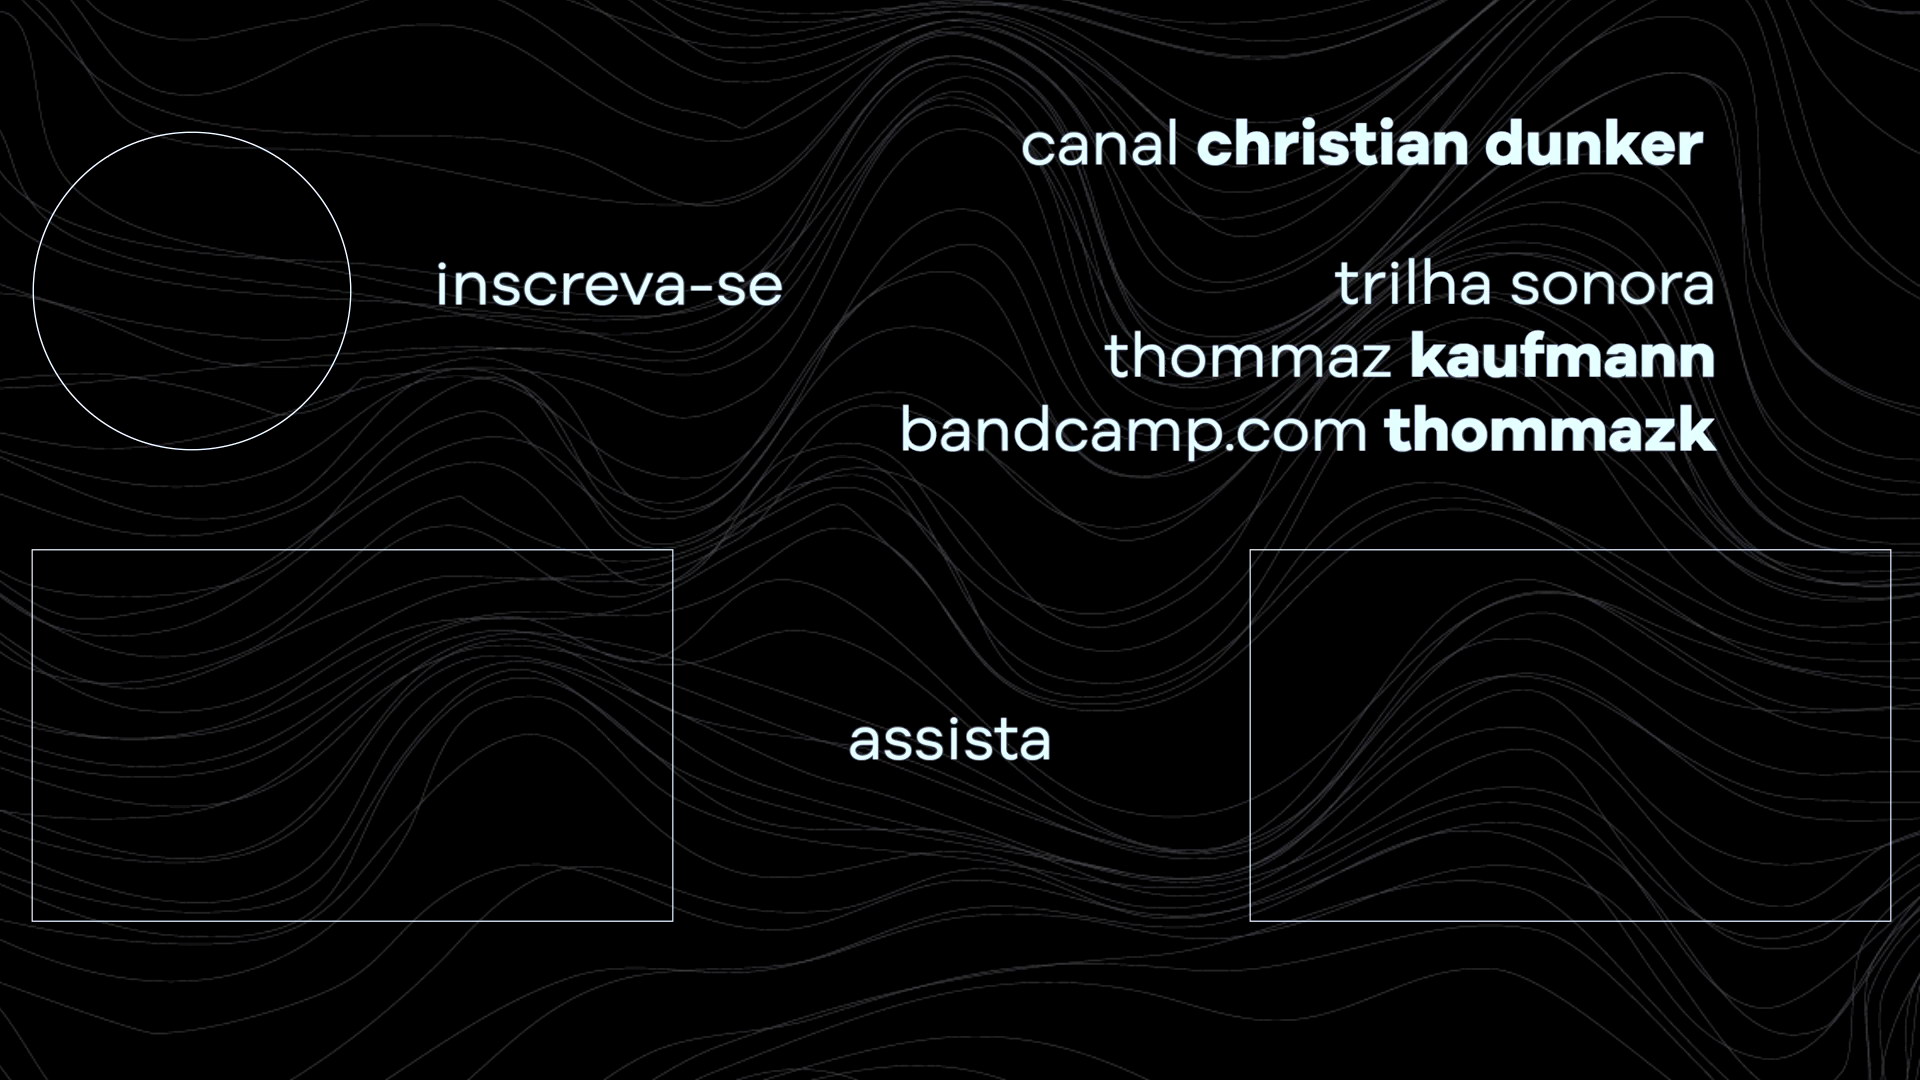 canal christian dunker
inscreva-se
trilha sonora
thommaz kaufmann
bandcamp.com thommazk
assista